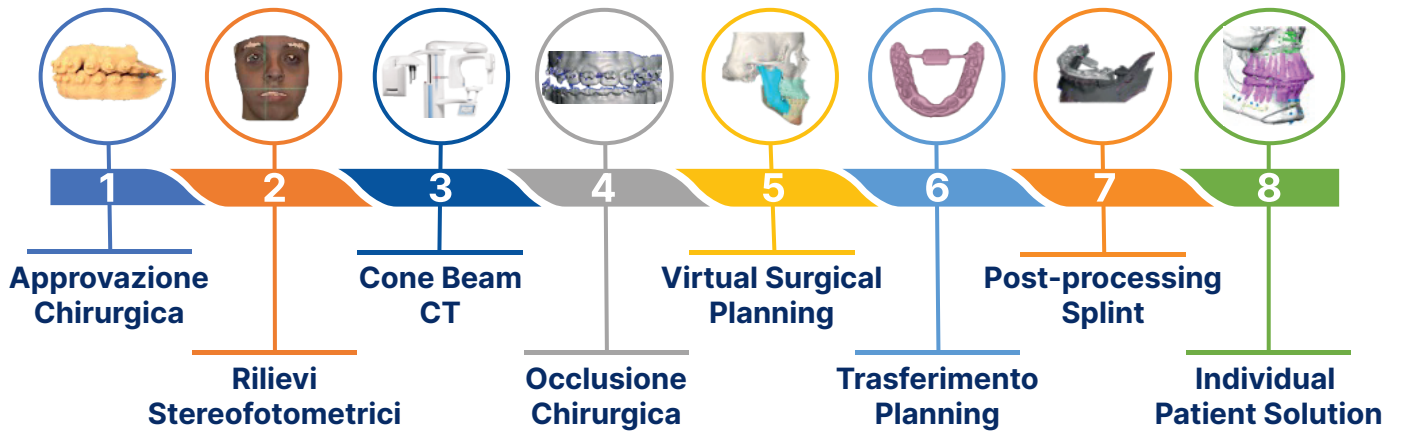 1
2
3
4
5
6
7
8
Approvazione
Chirurgica
Rilievi
Stereofotometrici
Cone Beam
CT
Occlusione
Chirurgica
Virtual Surgical
Planning
Trasferimento
Planning
Post-processing
Splint
Individual
Patient Solution